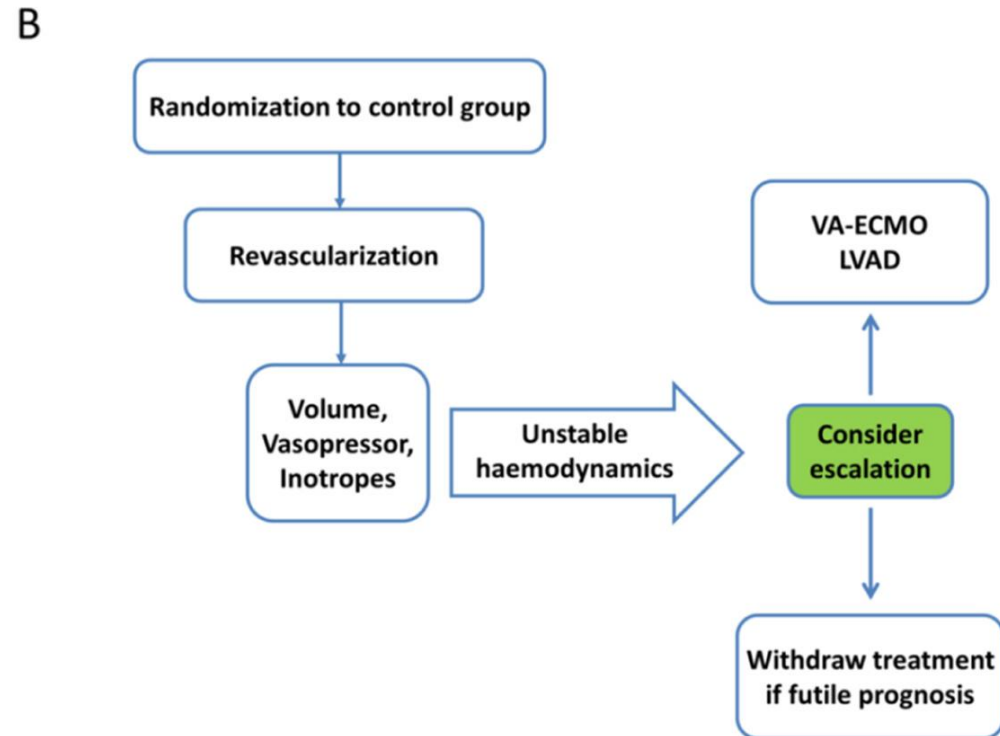 B
Randomization to control group
Revascularization
Volume,
Vasopressor,
Inotropes
Unstable
haemodynamics
Consider
escalation
VA-ECMO
LVAD
Withdraw treatment
if futile prognosis